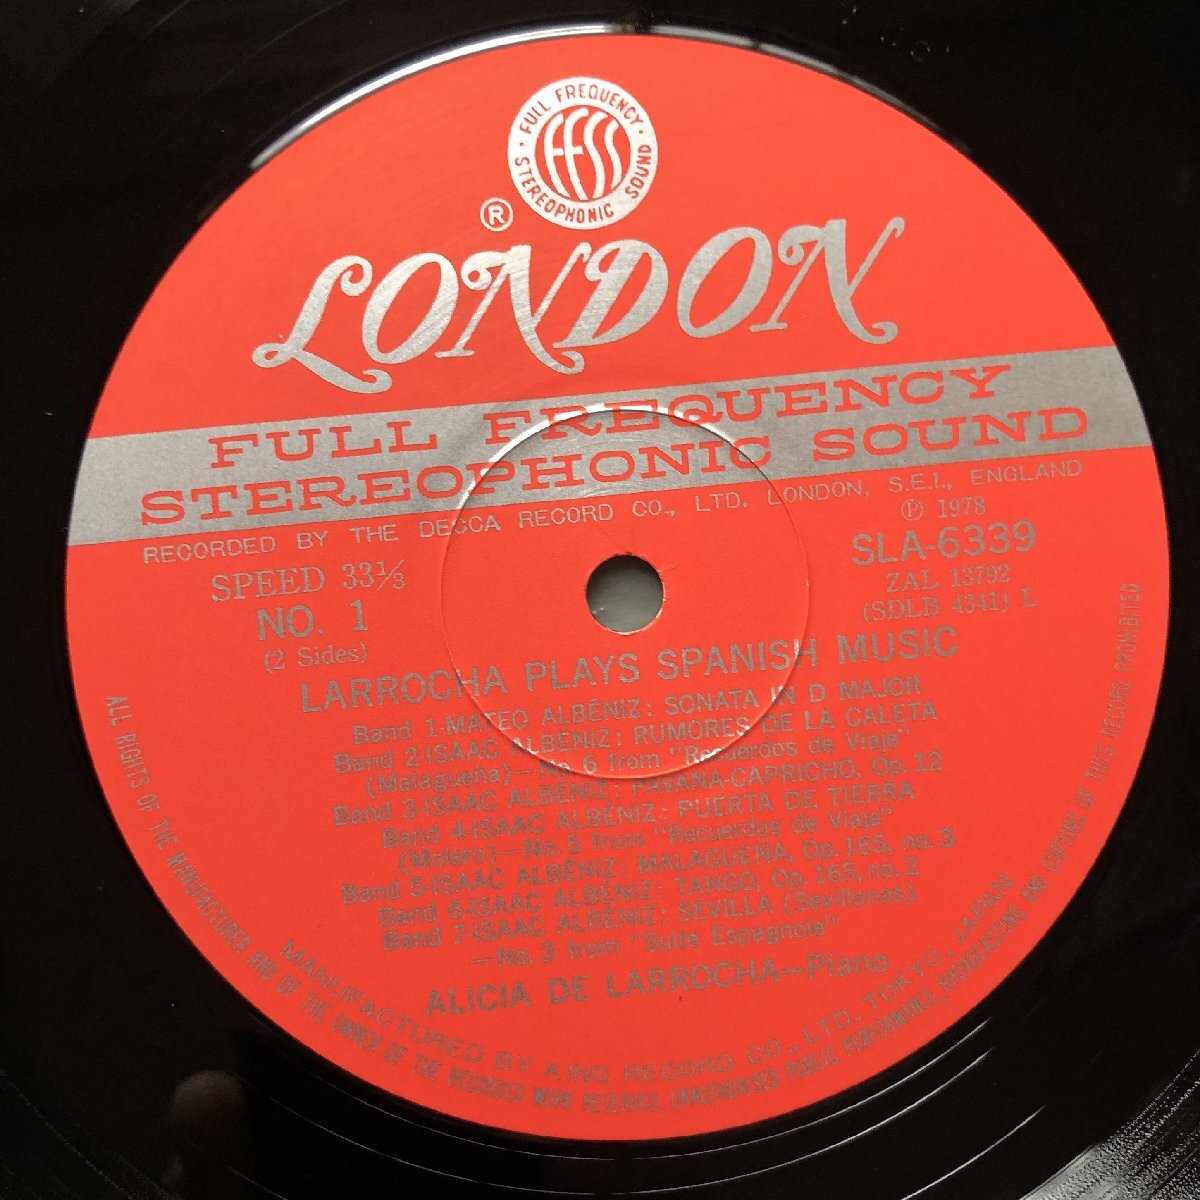 · FULL FREQUENCY · STEREOPHONIC SOUND
FFSS
®
LONDON
FULL FREQUENCY
STEREOPHONIC SOUND
RECORDED BY THE DECCA RECORD CO., LTD. LONDON, S.E.I., ENGLAND
℗ 1978
SPEED 33⅓
SLA-6339
NO. 1
ZAL 13792
(2 Sides)
(SDLB 4341) L
LARROCHA PLAYS SPANISH MUSIC
Band 1-MATEO ALBÉNIZ: SONATA IN D MAJOR
Band 2-ISAAC ALBÉNIZ: RUMORES DE LA CALETA
(Malagueña)—No. 6 from "Recuerdos de Viaje"
Band 3-ISAAC ALBÉNIZ: PAVANA-CAPRICHO, Op. 12
Band 4-ISAAC ALBÉNIZ: PUERTA DE TIERRA
(Molero)—No. 5 from "Recuerdos de Viaje"
Band 5-ISAAC ALBÉNIZ: MALAGUEÑA, Op. 165, no. 3
Band 6-ISAAC ALBÉNIZ: TANGO, Op. 165, no. 2
Band 7-ISAAC ALBÉNIZ: SEVILLA (Sevillanas)
—No. 3 from "Suite Espagnole"
ALICIA DE LARROCHA—Piano
MANUFACTURED BY KING RECORD CO., LTD. TOKYO, JAPAN
ALL RIGHTS OF THE MANUFACTURER AND OF THE OWNER OF THE RECORDED WORK RESERVED, UNAUTHORISED PUBLIC PERFORMANCE, BROADCASTING AND COPYING OF THIS RECORD PROHIBITED